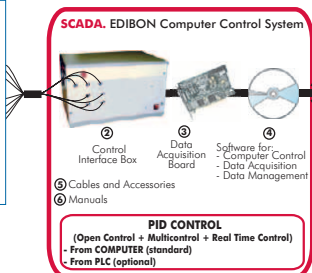 SCADA. EDIBON Computer Control System
②
Control
Interface Box
③
Data
Acquisition
Board
④
Software for:
- Computer Control
- Data Acquisition
- Data Management
⑤ Cables and Accessories
⑥ Manuals
PID CONTROL
(Open Control + Multicontrol + Real Time Control)
- From COMPUTER (standard)
- From PLC (optional)